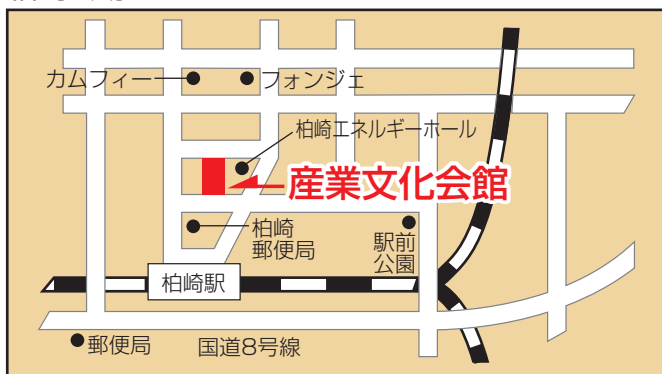 カムフィー
フォンジェ
柏崎エネルギーホール
産業文化会館
柏崎
郵便局
駅前
公園
柏崎駅
郵便局
国道8号線